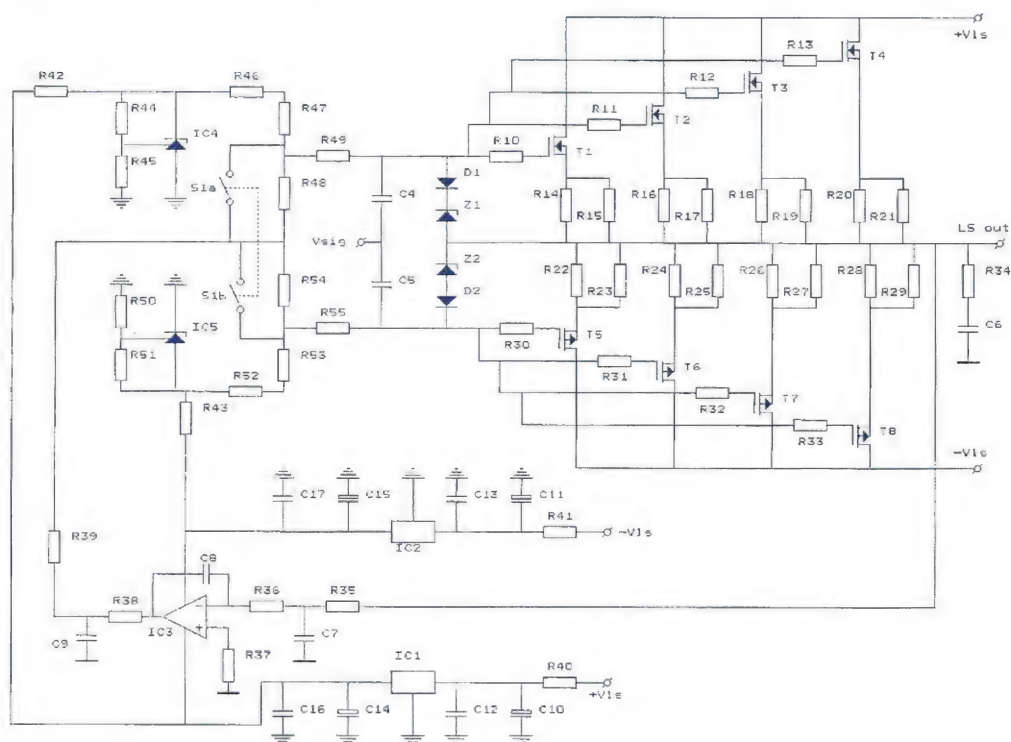 +Vls
R13
T4
R42
R46
R12
T3
R44
R47
R11
T2
IC4
R49
R10
T1
R45
S1a
R48
D1
C4
R14
R15
R16
R17
R18
R19
R20
R21
Z1
Vsig
LS out
Z2
R54
C5
R22
R23
R24
R25
R26
R27
R28
R29
R34
R50
S1b
D2
C6
IC5
R55
R30
T5
R51
R53
R31
T6
R52
R32
T7
R43
R33
T8
-Vls
C17
C15
C13
C11
R41
R39
IC2
~Vls
C8
R36
R35
R38
IC3
C9
C7
R37
IC1
R40
+Vls
C16
C14
C12
C10